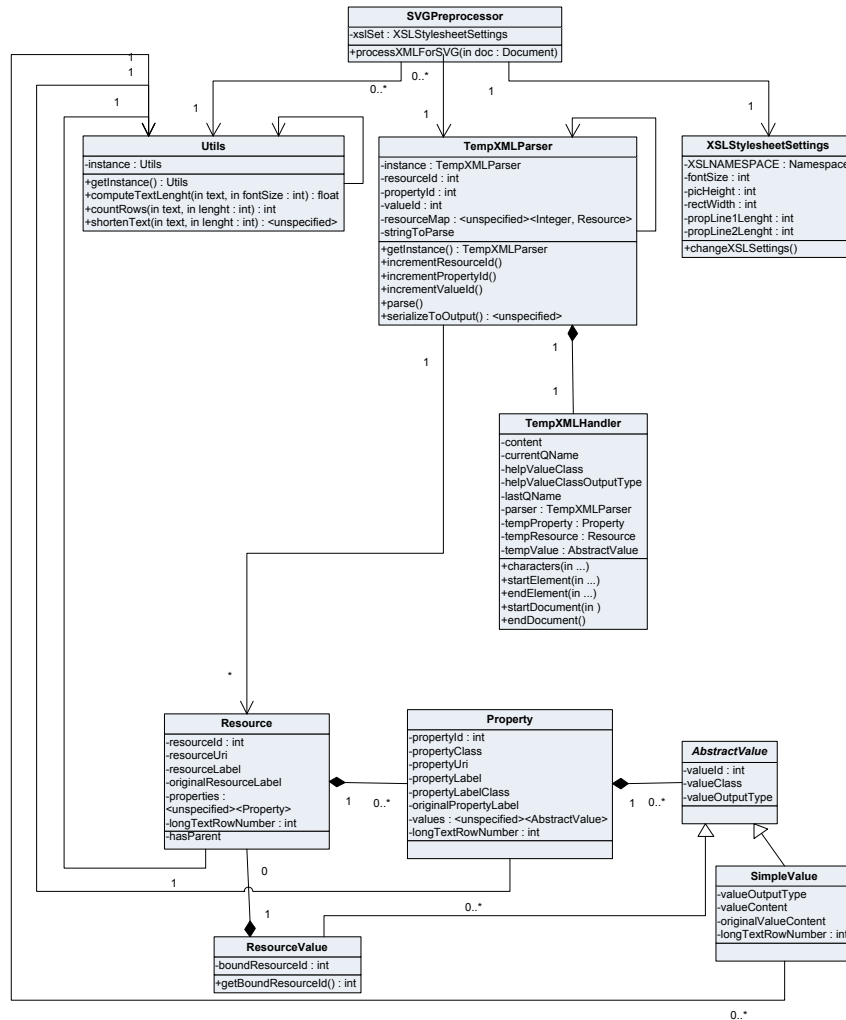 SVGPreprocessor
-xslSet : XSLStylesheetSettings
+processXMLForSVG(in doc : Document)
1
1
1
0..*
1
0..*
1
1
1
Utils
-instance : Utils
+getInstance() : Utils
+computeTextLenght(in text, in fontSize : int) : float
+countRows(in text, in lenght : int) : int
+shortenText(in text, in lenght : int) : <unspecified>
TempXMLParser
-instance : TempXMLParser
-resourceId : int
-propertyId : int
-valueId : int
-resourceMap : <unspecified><Integer, Resource>
-stringToParse
+getInstance() : TempXMLParser
+incrementResourceId()
+incrementPropertyId()
+incrementValueId()
+parse()
+serializeToOutput() : <unspecified>
XSLStylesheetSettings
-XSLNAMESPACE : Namespace
-fontSize : int
-picHeight : int
-rectWidth : int
-propLine1Lenght : int
-propLine2Lenght : int
+changeXSLSettings()
1
1
1
TempXMLHandler
-content
-currentQName
-helpValueClass
-helpValueClassOutputType
-lastQName
-parser : TempXMLParser
-tempProperty : Property
-tempResource : Resource
-tempValue : AbstractValue
+characters(in ...)
+startElement(in ...)
+endElement(in ...)
+startDocument(in )
+endDocument()
*
Resource
-resourceId : int
-resourceUri
-resourceLabel
-originalResourceLabel
-properties :
<unspecified><Property>
-longTextRowNumber : int
-hasParent
1
0..*
Property
-propertyId : int
-propertyClass
-propertyUri
-propertyLabel
-propertyLabelClass
-originalPropertyLabel
-values : <unspecified><AbstractValue>
-longTextRowNumber : int
1
0..*
AbstractValue
-valueId : int
-valueClass
-valueOutputType
SimpleValue
-valueOutputType
-valueContent
-originalValueContent
-longTextRowNumber : int
1
0
1
0..*
ResourceValue
-boundResourceId : int
+getBoundResourceId() : int
0..*